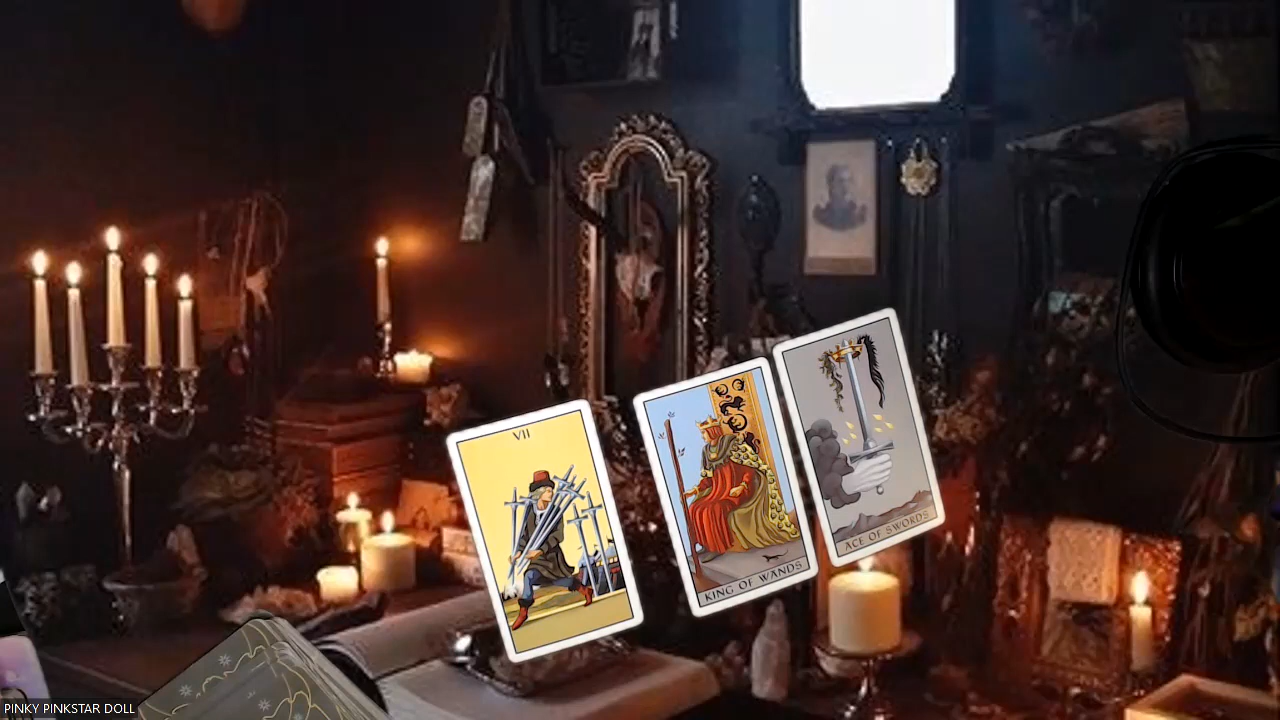 VII
KING OF WANDS
ACE OF SWORDS
PINKY PINKSTAR DOLL